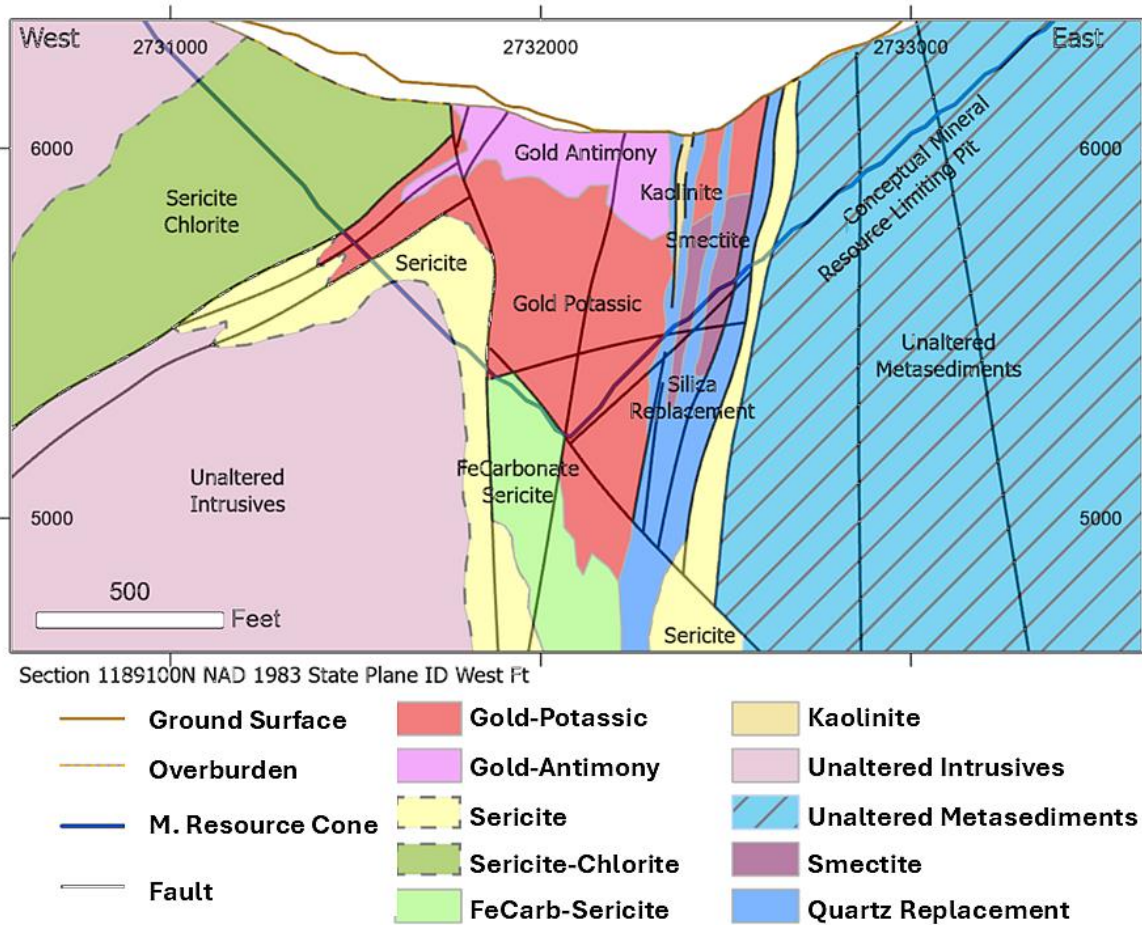 West
2731000
2732000
2733000
East
6000
6000
Gold Antimony
Kaolinite
Conceptual Mineral
Resource Limiting Pit
Sericite
Chlorite
Smectite
Sericite
Gold Potassic
Unaltered
Metasediments
Silica
Replacement
Unaltered
Intrusives
FeCarbonate
Sericite
5000
5000
500
Feet
Sericite
Section 1189100N NAD 1983 State Plane ID West Ft
Ground Surface
Overburden
M. Resource Cone
Fault
Gold-Potassic
Gold-Antimony
Sericite
Sericite-Chlorite
FeCarb-Sericite
Kaolinite
Unaltered Intrusives
Unaltered Metasediments
Smectite
Quartz Replacement